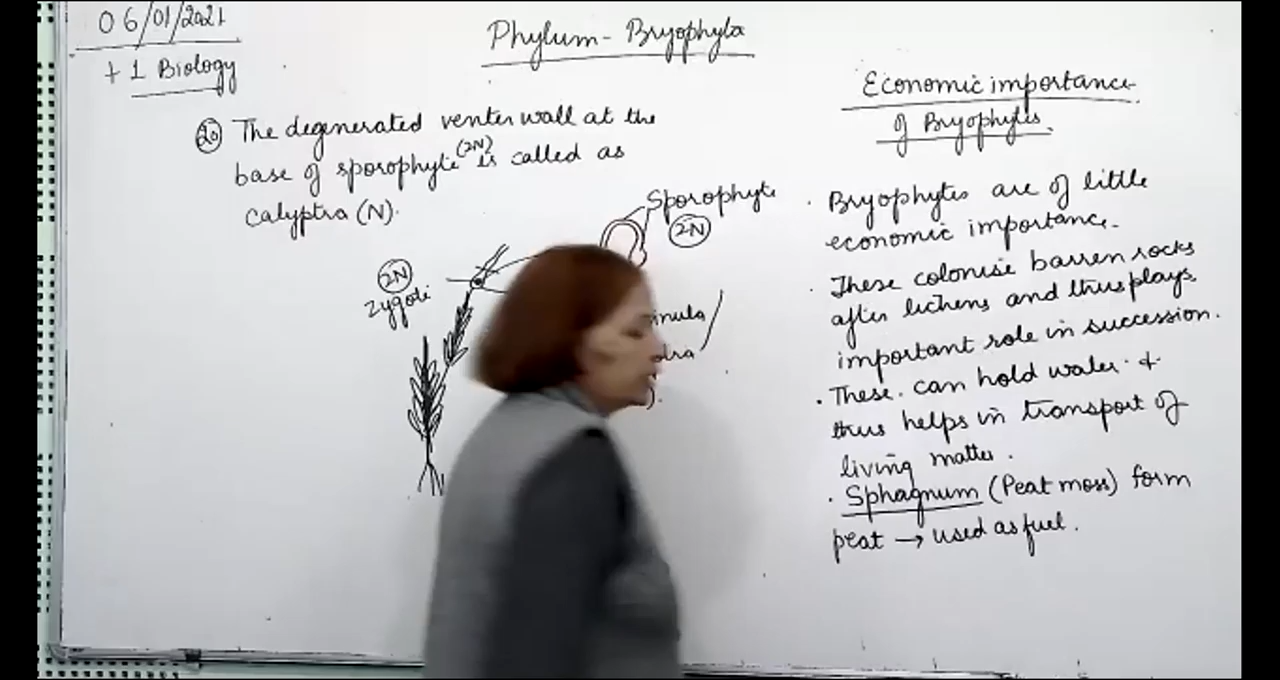 06/01/2021
+1 Biology
Phylum - Bryophyta
20 The degenerated venter wall at the
base of sporophyte (2N) is called as
calyptra (N).
Sporophyte
2N
2N
zygote
Economic importance
of Bryophytes.
· Bryophytes are of little
economic importance.
· These colonise barren rocks
after lichens and thus plays
important role in succession.
· These can hold water &
thus helps in transport of
living matter.
· Sphagnum (Peat moss) form
peat → used as fuel.